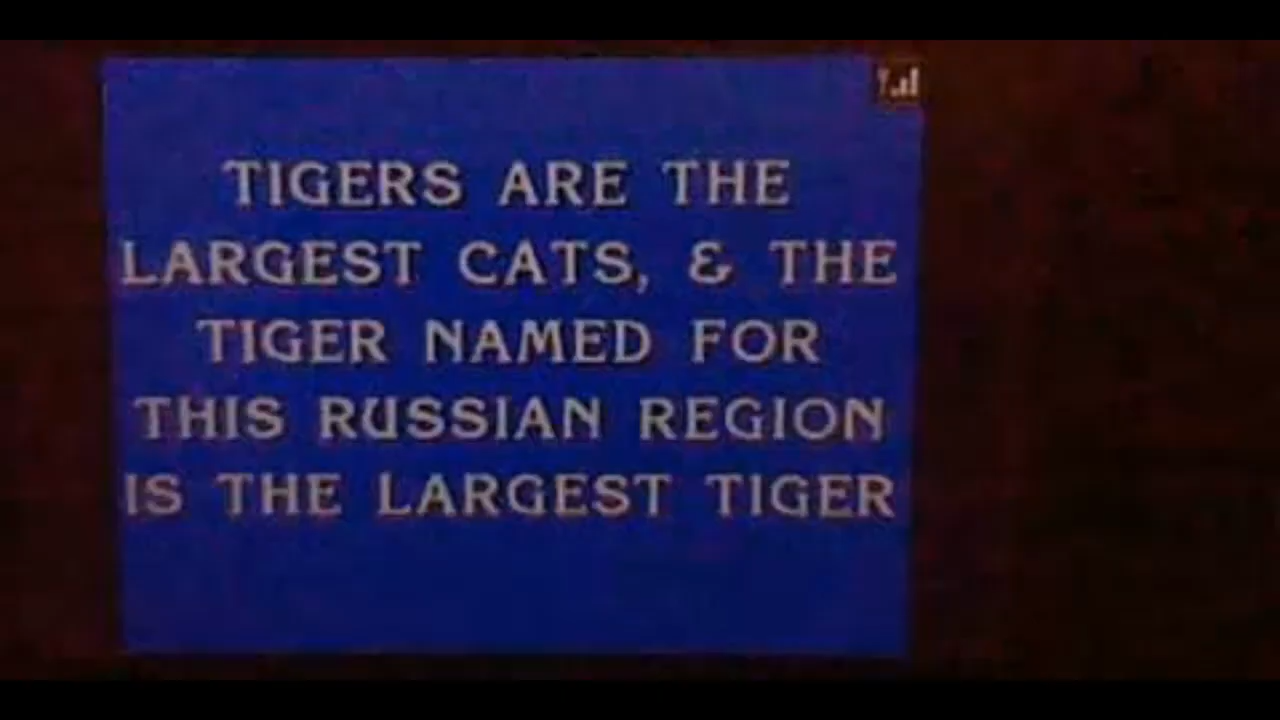 TIGERS ARE THE
LARGEST CATS, & THE
TIGER NAMED FOR
THIS RUSSIAN REGION
IS THE LARGEST TIGER